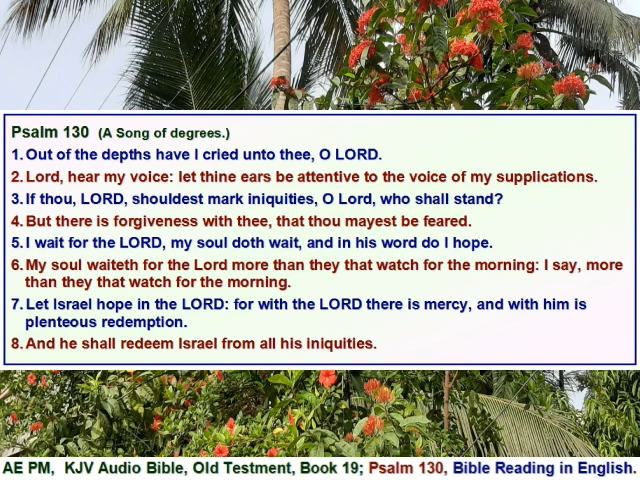 Psalm 130 (A Song of degrees.)
1. Out of the depths have I cried unto thee, O LORD.
2. Lord, hear my voice: let thine ears be attentive to the voice of my supplications.
3. If thou, LORD, shouldest mark iniquities, O Lord, who shall stand?
4. But there is forgiveness with thee, that thou mayest be feared.
5. I wait for the LORD, my soul doth wait, and in his word do I hope.
6. My soul waiteth for the Lord more than they that watch for the morning: I say, more
than they that watch for the morning.
7. Let Israel hope in the LORD: for with the LORD there is mercy, and with him is
plenteous redemption.
8. And he shall redeem Israel from all his iniquities.
AE PM, KJV Audio Bible, Old Testment, Book 19; Psalm 130, Bible Reading in English.